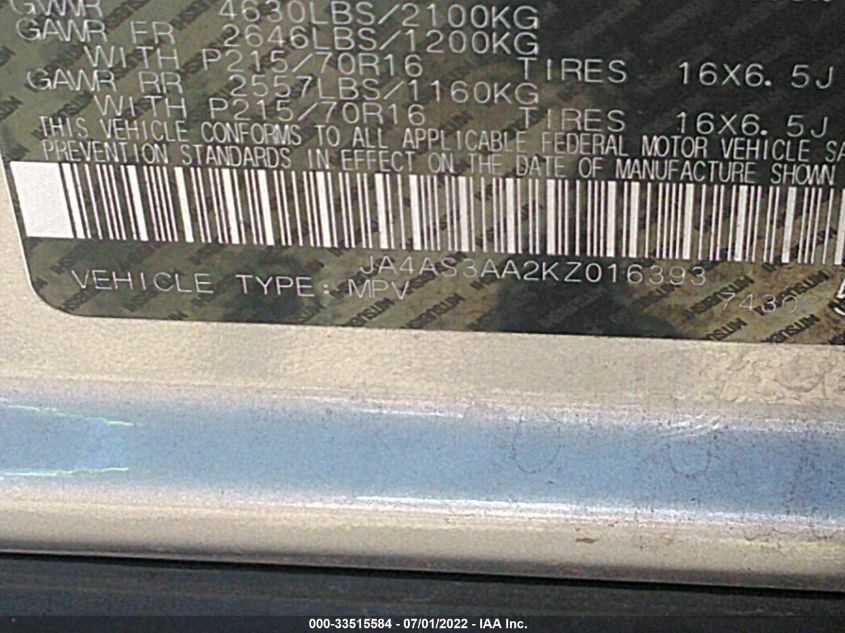 GVWR 4630LBS/2100KG
GAWR FR 2646LBS/1200KG
WITH P215/70R16 TIRES 16X6.5J
GAWR RR 2557LBS/1160KG
WITH P215/70R16 TIRES 16X6.5J
THIS VEHICLE CONFORMS TO ALL APPLICABLE FEDERAL MOTOR VEHICLE SA
PREVENTION STANDARDS IN EFFECT ON THE DATE OF MANUFACTURE SHOWN
JA4AS3AA2KZ016393
VEHICLE TYPE: MPV
000-33515584 / 07/01/2022 - IAA Inc.